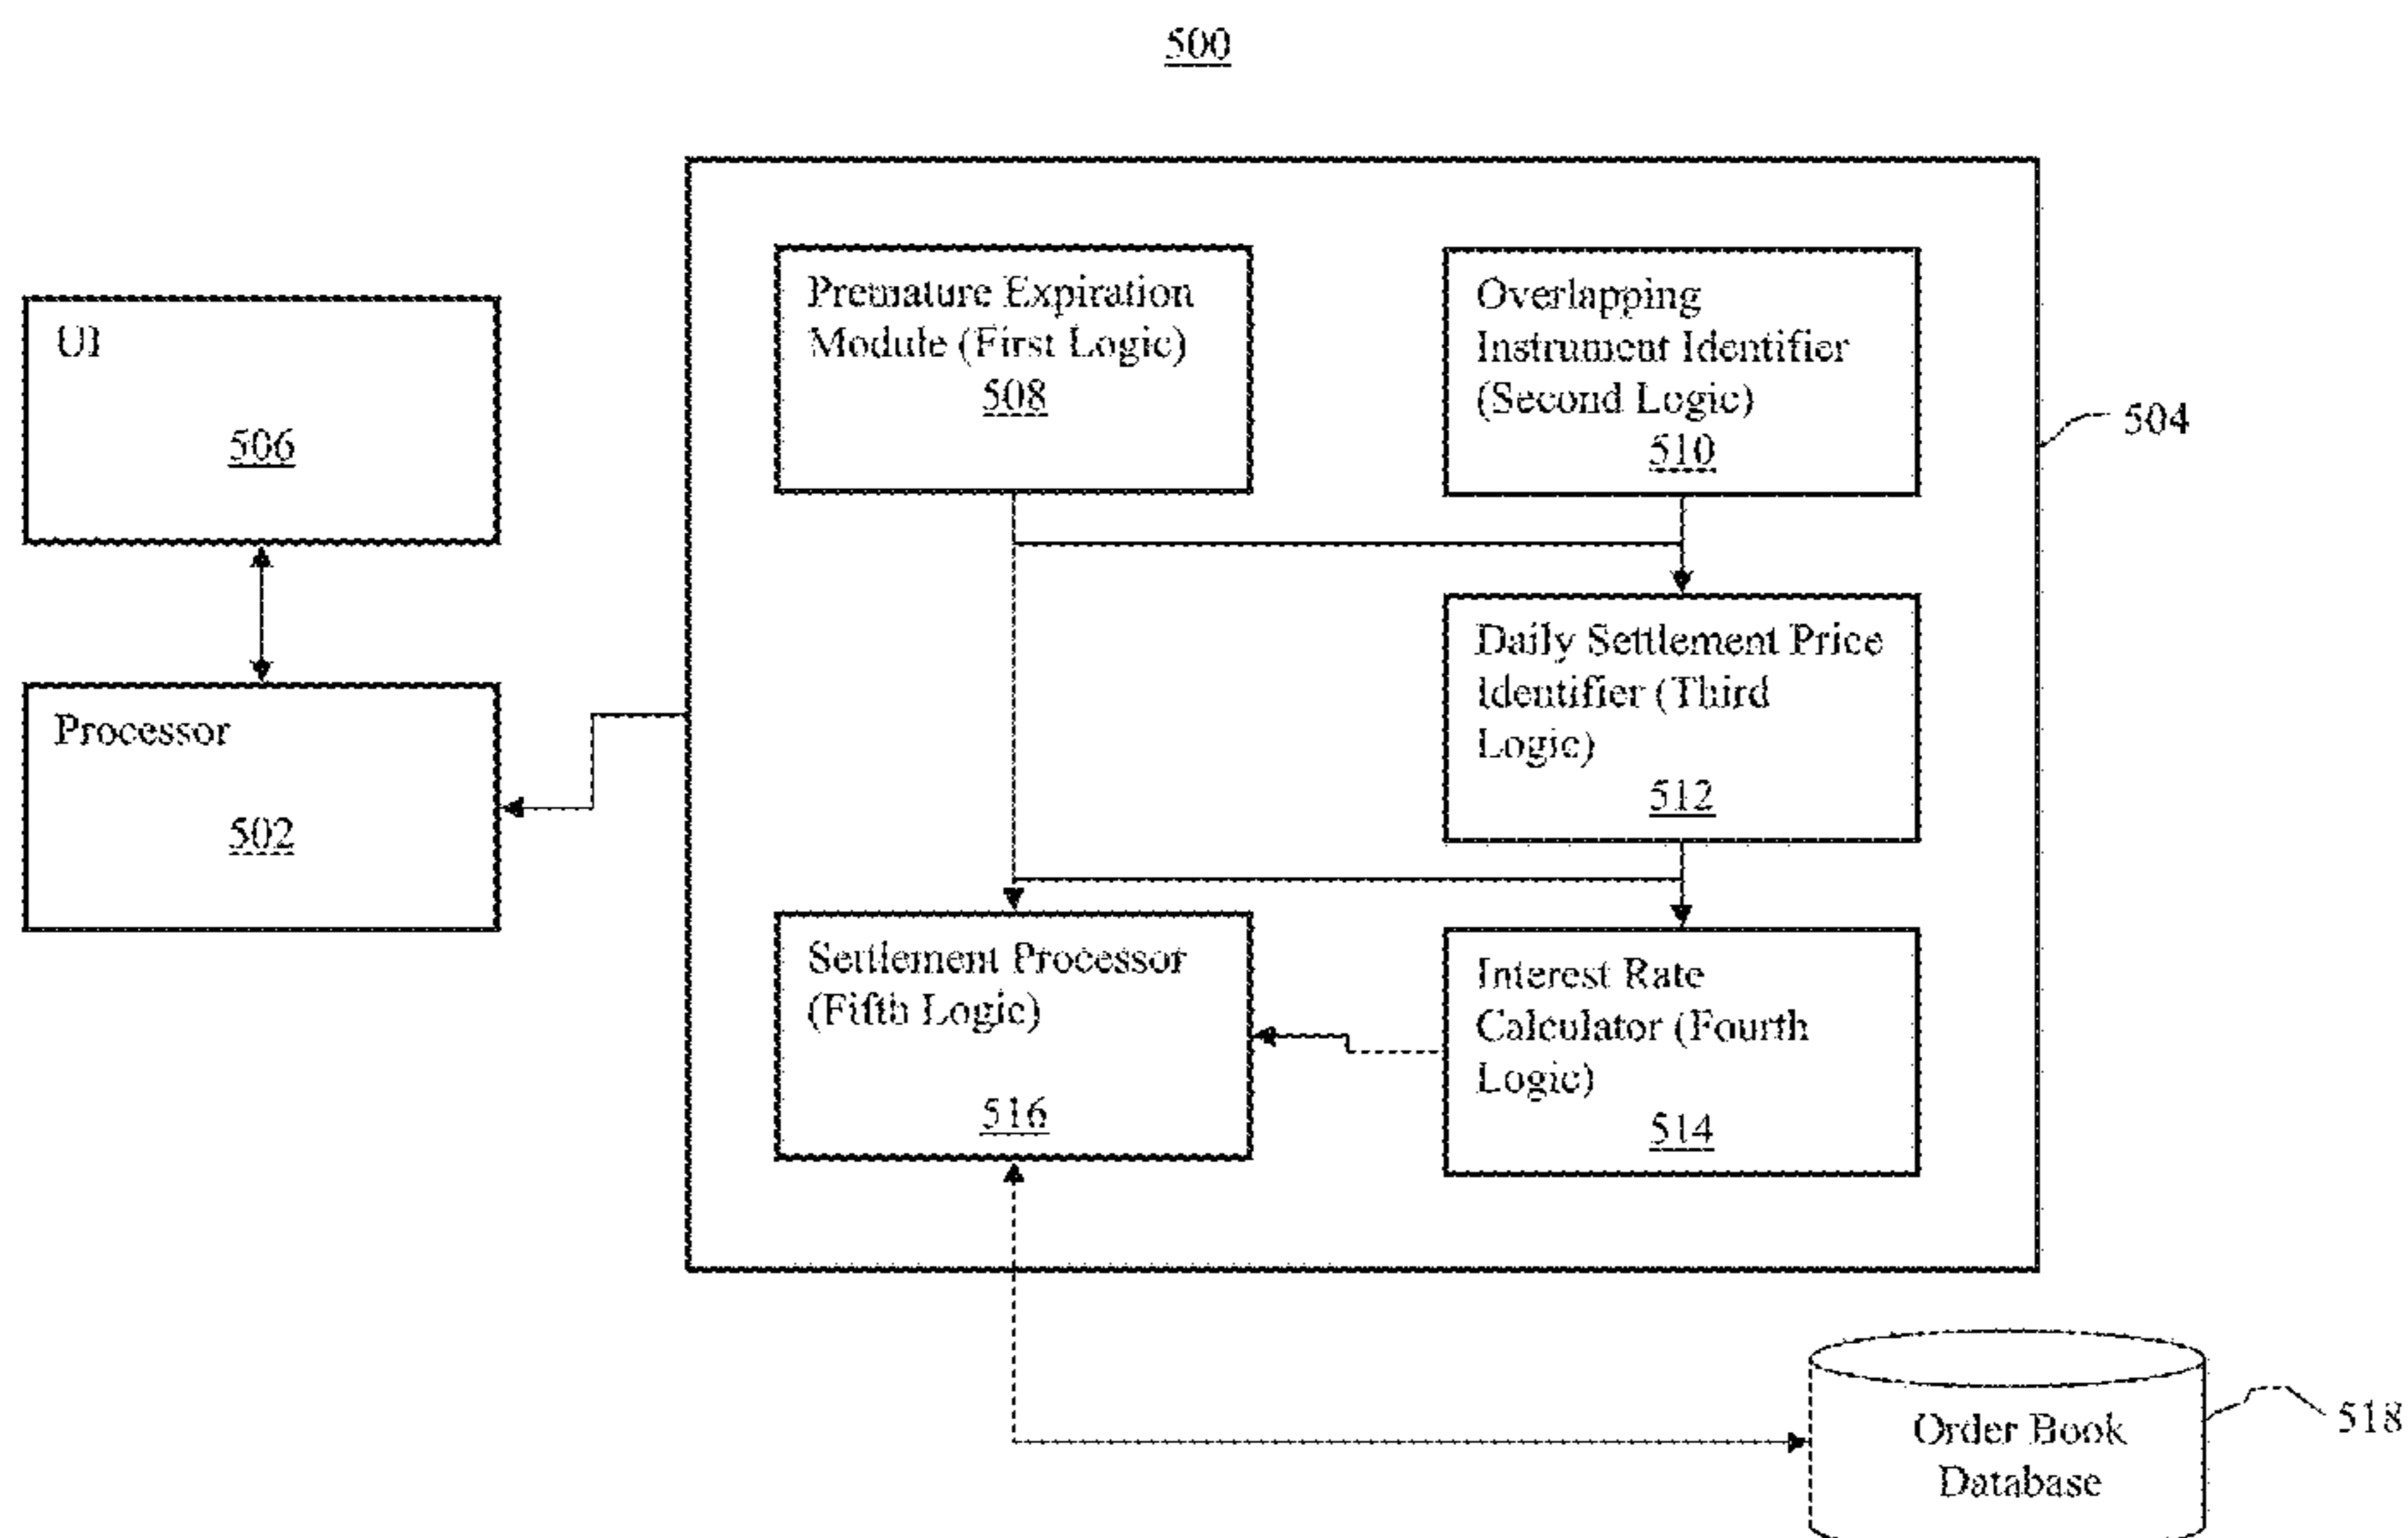 500
UI
506
Processor
502
Premature Expiration
Module (First Logic)
508
Overlapping
Instrument Identifier
(Second Logic)
510
504
Daily Settlement Price
Identifier (Third
Logic)
512
Settlement Processor
(Fifth Logic)
516
Interest Rate
Calculator (Fourth
Logic)
514
Order Book
Database
518